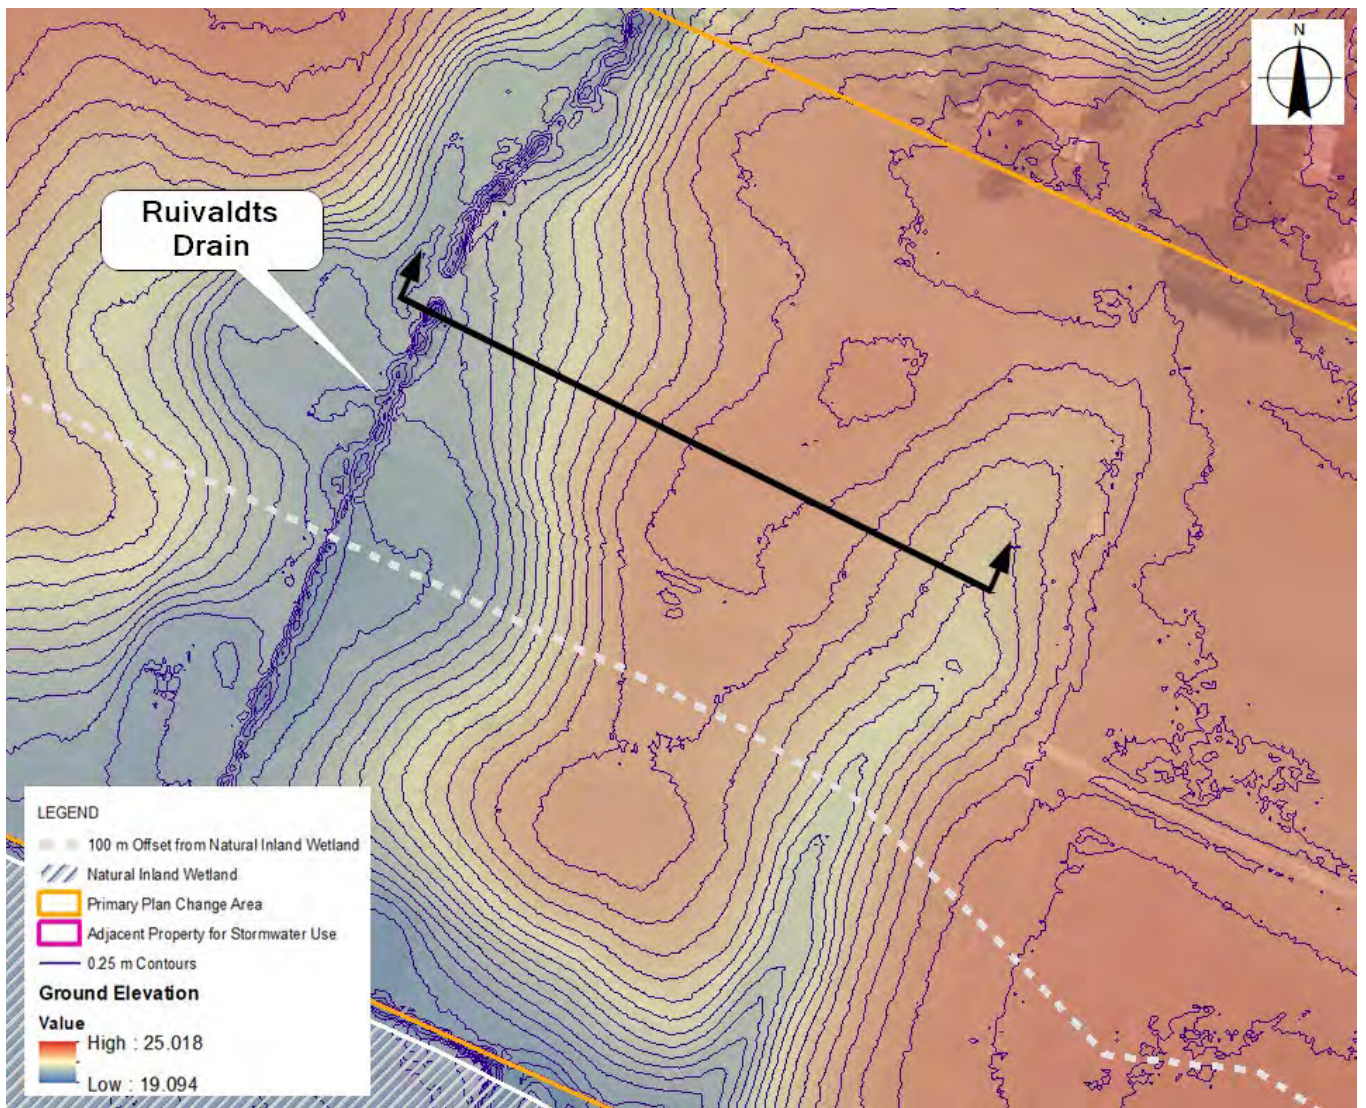 N
Ruivaldts
Drain
LEGEND
100 m Offset from Natural Inland Wetland
Natural Inland Wetland
Primary Plan Change Area
Adjacent Property for Stormwater Use
0.25 m Contours
Ground Elevation
Value
High : 25.018
Low : 19.094